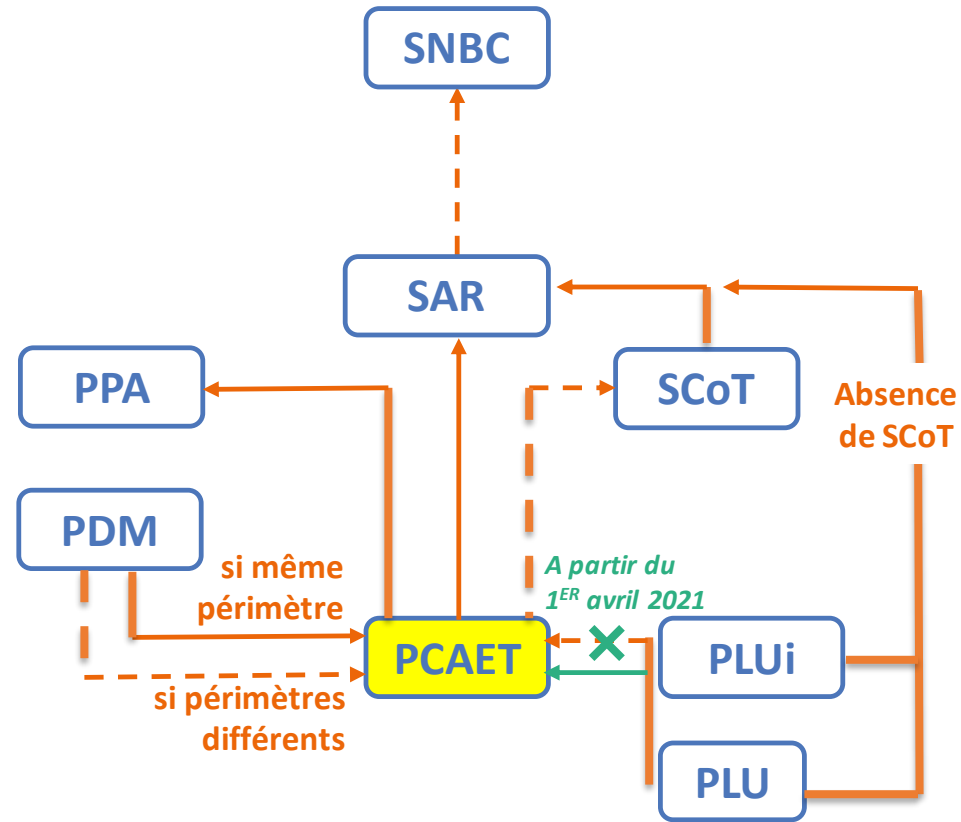 SNBC
SAR
PPA
SCoT
Absence
de SCoT
PDM
si même
périmètre
A partir du
1ER avril 2021
PCAET
PLUi
si périmètres
différents
PLU